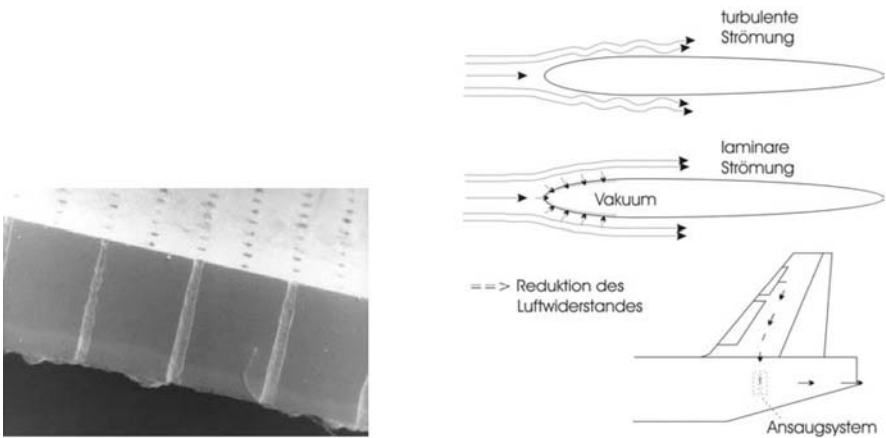 turbulente
Strömung
laminare
Strömung
Vakuum
==> Reduktion des
Luftwiderstandes
Ansaugsystem